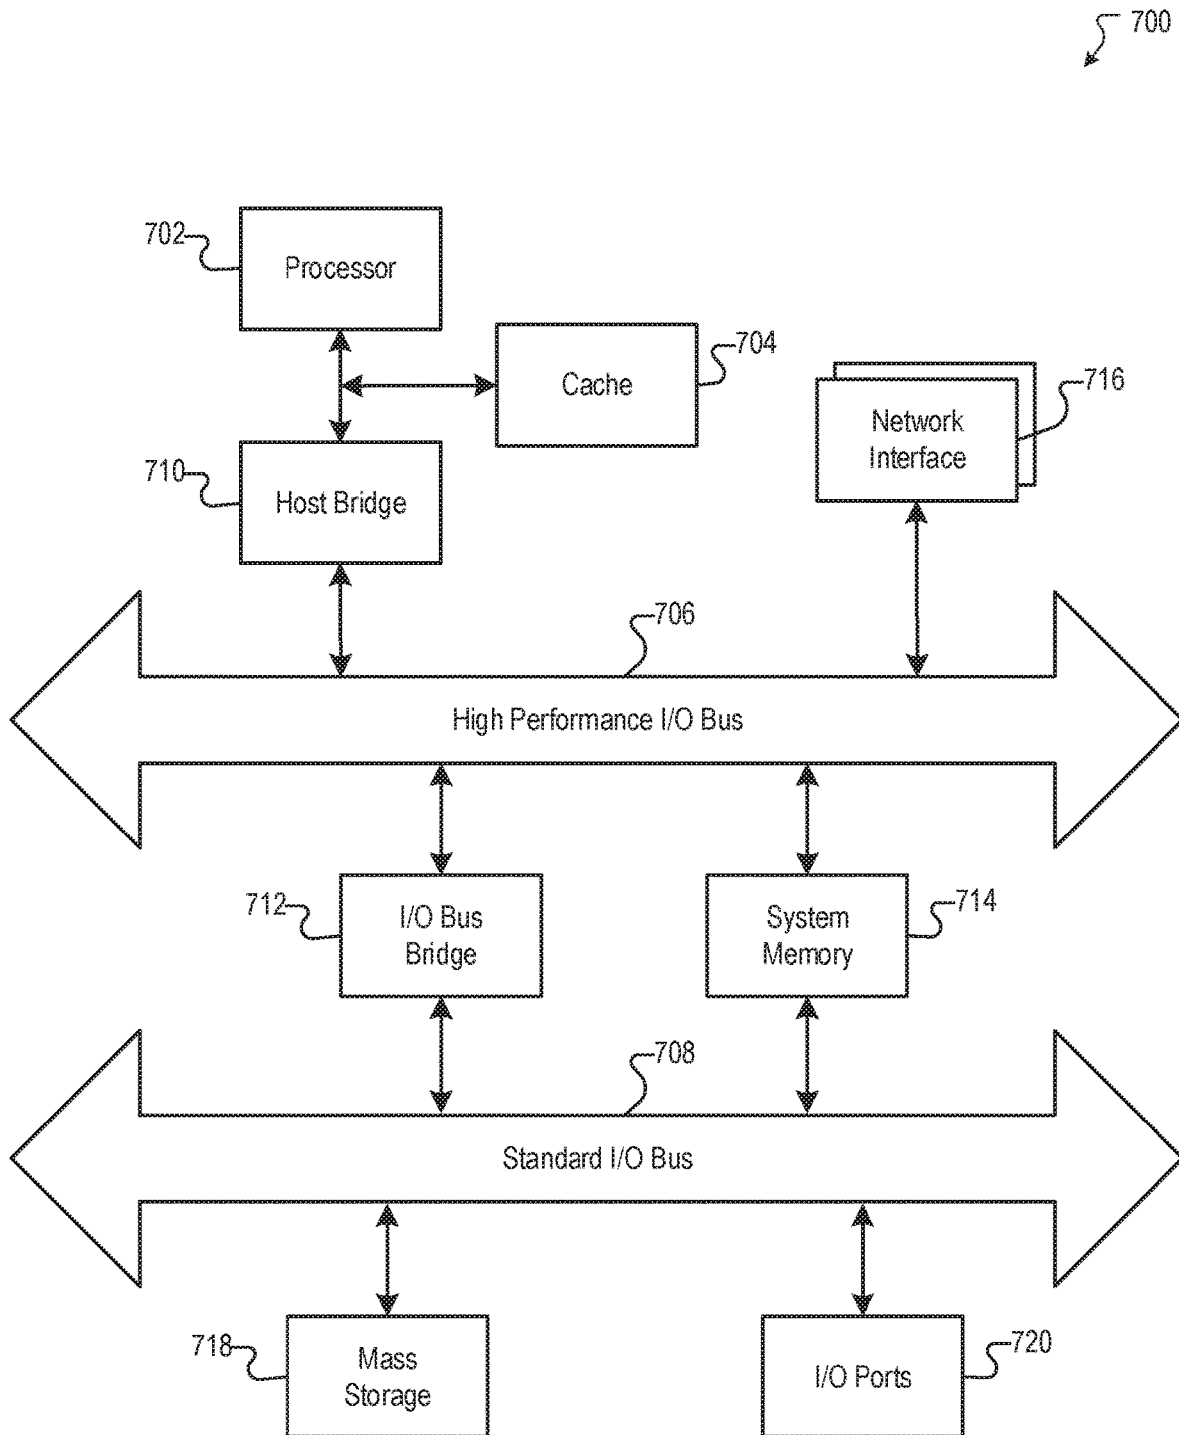 700
702
Processor
704
Cache
716
Network
Interface
710
Host Bridge
706
High Performance I/O Bus
712
I/O Bus
Bridge
System
Memory
714
708
Standard I/O Bus
718
Mass
Storage
I/O Ports
720